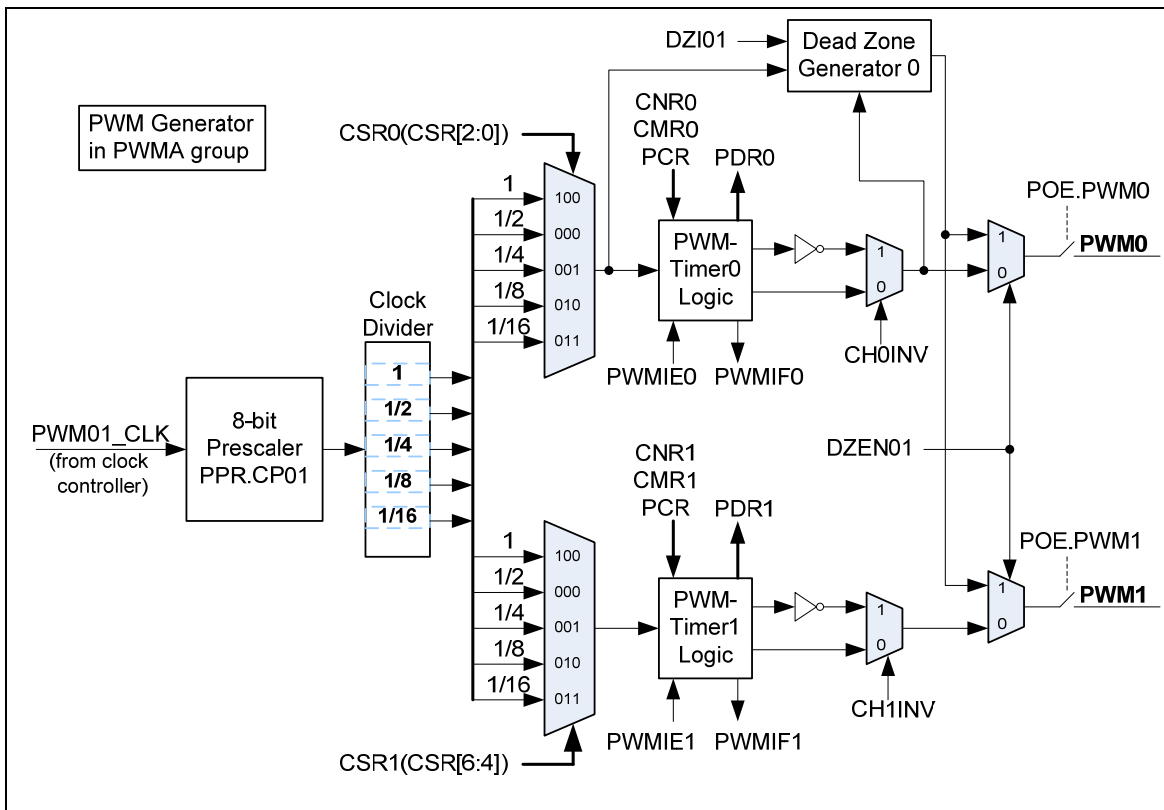 DZI01
Dead Zone
Generator 0
PWM Generator
in PWMA group
CSR0(CSR[2:0])
CNR0
CMR0
PCR
PDR0
POE.PWM0
1
1/2
1/4
1/8
1/16
100
000
001
010
011
PWM-
Timer0
Logic
1
0
1
0
PWM0
Clock
Divider
PWMIE0
PWMIF0
CH0INV
1
1/2
1/4
1/8
1/16
PWM01_CLK
(from clock
controller)
8-bit
Prescaler
PPR.CP01
DZEN01
CNR1
CMR1
PCR
PDR1
POE.PWM1
1
1/2
1/4
1/8
1/16
100
000
001
010
011
PWM-
Timer1
Logic
1
0
1
0
PWM1
PWMIE1
PWMIF1
CH1INV
CSR1(CSR[6:4])